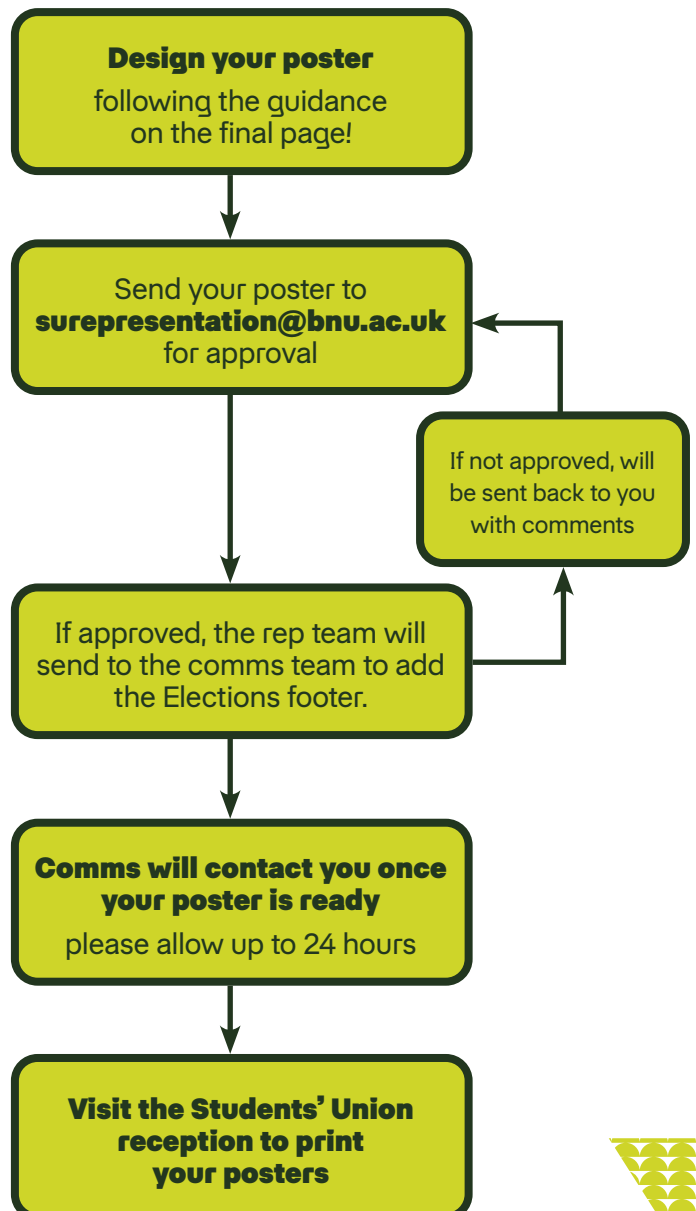 Design your poster
following the guidance
on the final page!
Send your poster to
surepresentation@bnu.ac.uk
for approval
If not approved, will
be sent back to you
with comments
If approved, the rep team will
send to the comms team to add
the Elections footer.
Comms will contact you once
your poster is ready
please allow up to 24 hours
Visit the Students’ Union
reception to print
your posters